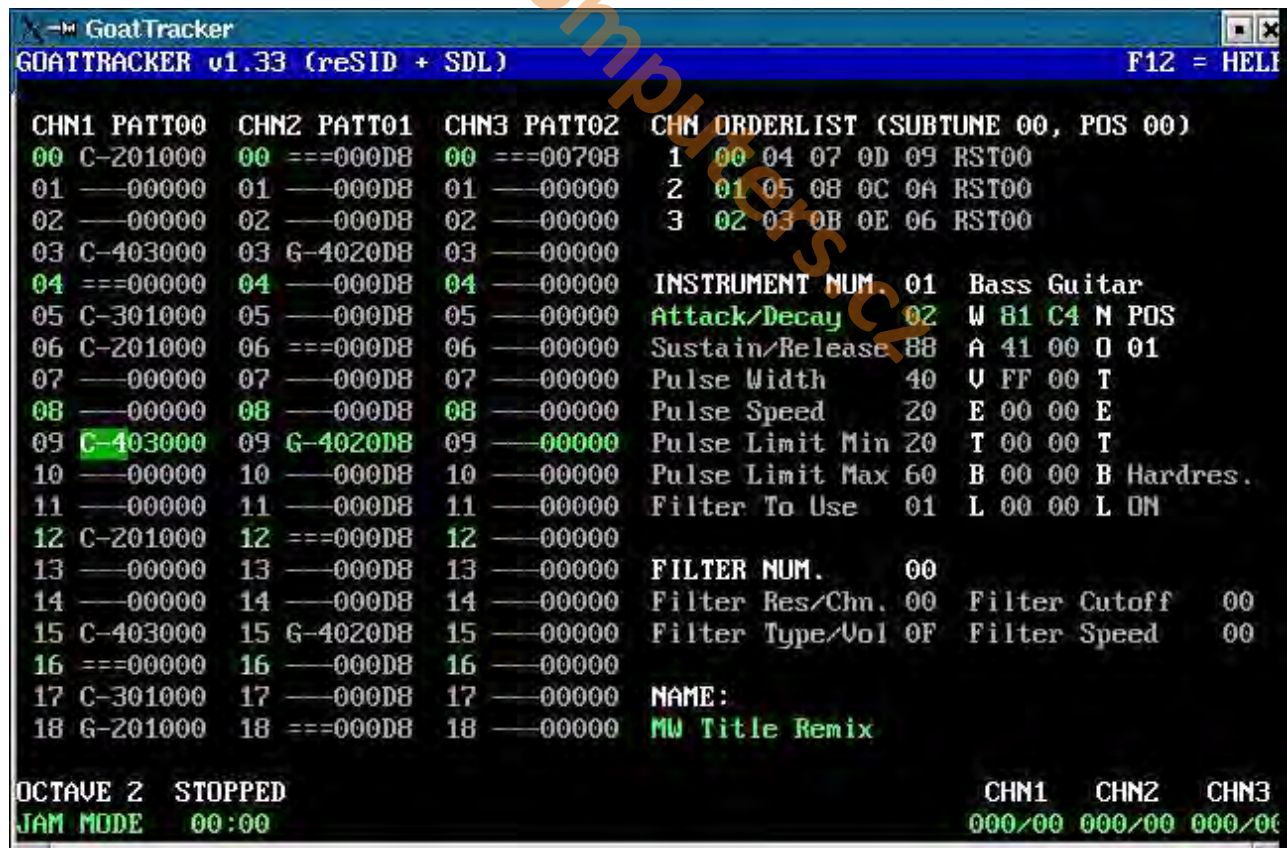 GoatTracker
GOATTRACKER v1.33 (reSID + SDL) F12 = HEL
CHN1 PATT00 CHN2 PATT01 CHN3 PATT02 CHN ORDERLIST (SUBTUNE 00, POS 00)
00 C-201000 00 ===000D8 00 ===00708 1 00 04 07 0D 09 RST00
01 ---00000 01 ---000D8 01 ---00000 2 01 05 08 0C 0A RST00
02 ---00000 02 ---000D8 02 ---00000 3 02 03 0B 0E 06 RST00
03 C-403000 03 G-4020D8 03 ---00000
04 ===00000 04 ---000D8 04 ---00000 INSTRUMENT NUM. 01 Bass Guitar
05 C-301000 05 ---000D8 05 ---00000 Attack/Decay 02 W 81 C4 N POS
06 C-201000 06 ===000D8 06 ---00000 Sustain/Release 88 A 41 00 O 01
07 ---00000 07 ---000D8 07 ---00000 Pulse Width 40 V FF 00 T
08 ---00000 08 ---000D8 08 ---00000 Pulse Speed 20 E 00 00 E
09 C-403000 09 G-4020D8 09 ---00000 Pulse Limit Min 20 T 00 00 T
10 ---00000 10 ---000D8 10 ---00000 Pulse Limit Max 60 B 00 00 B Hardres.
11 ---00000 11 ---000D8 11 ---00000 Filter To Use 01 L 00 00 L ON
12 C-201000 12 ===000D8 12 ---00000
13 ---00000 13 ---000D8 13 ---00000 FILTER NUM. 00
14 ---00000 14 ---000D8 14 ---00000 Filter Res/Chn. 00 Filter Cutoff 00
15 C-403000 15 G-4020D8 15 ---00000 Filter Type/Vol 0F Filter Speed 00
16 ===00000 16 ---000D8 16 ---00000
17 C-301000 17 ---000D8 17 ---00000 NAME:
18 G-201000 18 ===000D8 18 ---00000 MW Title Remix
OCTAVE 2 STOPPED CHN1 CHN2 CHN3
JAM MODE 00:00 000/00 000/00 000/0
omputers.cz